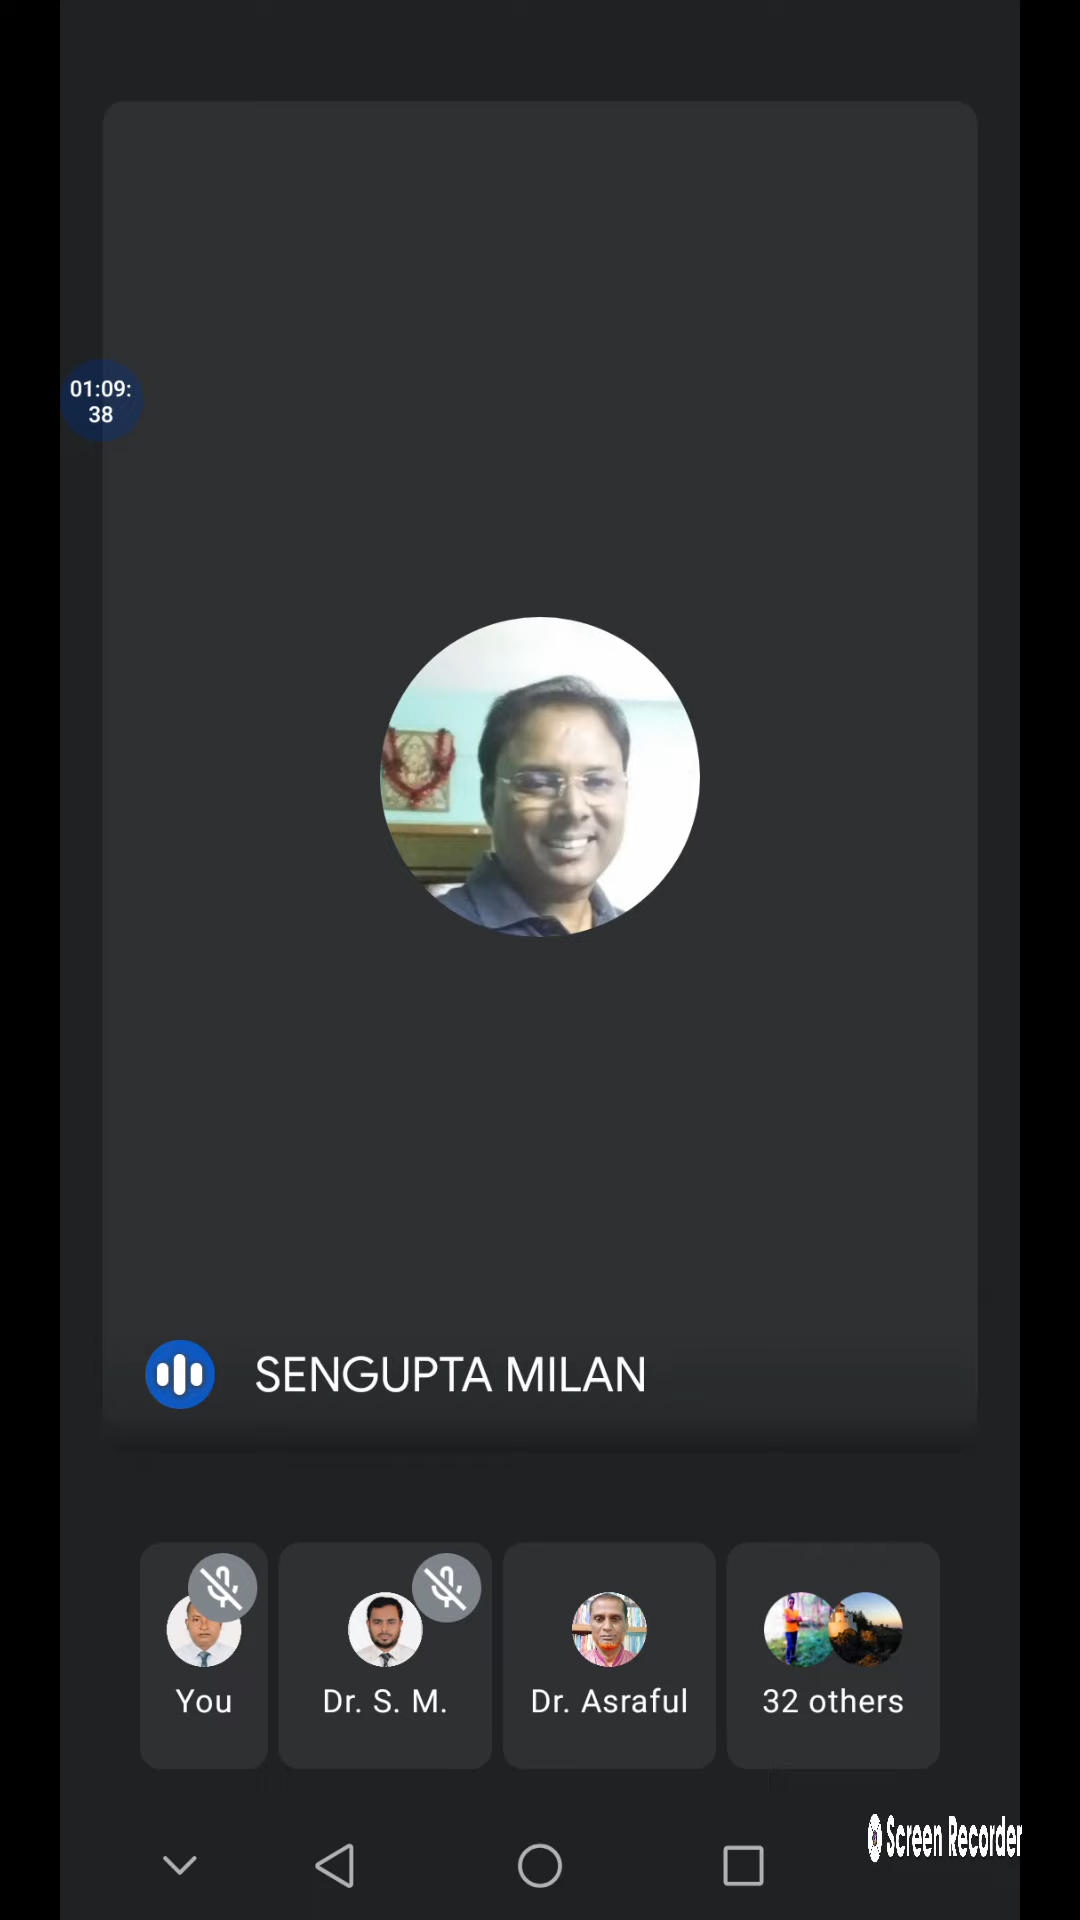 01:09:
38
SENGUPTA MILAN
You
Dr. S. M.
Dr. Asraful
32 others
Screen Recorder